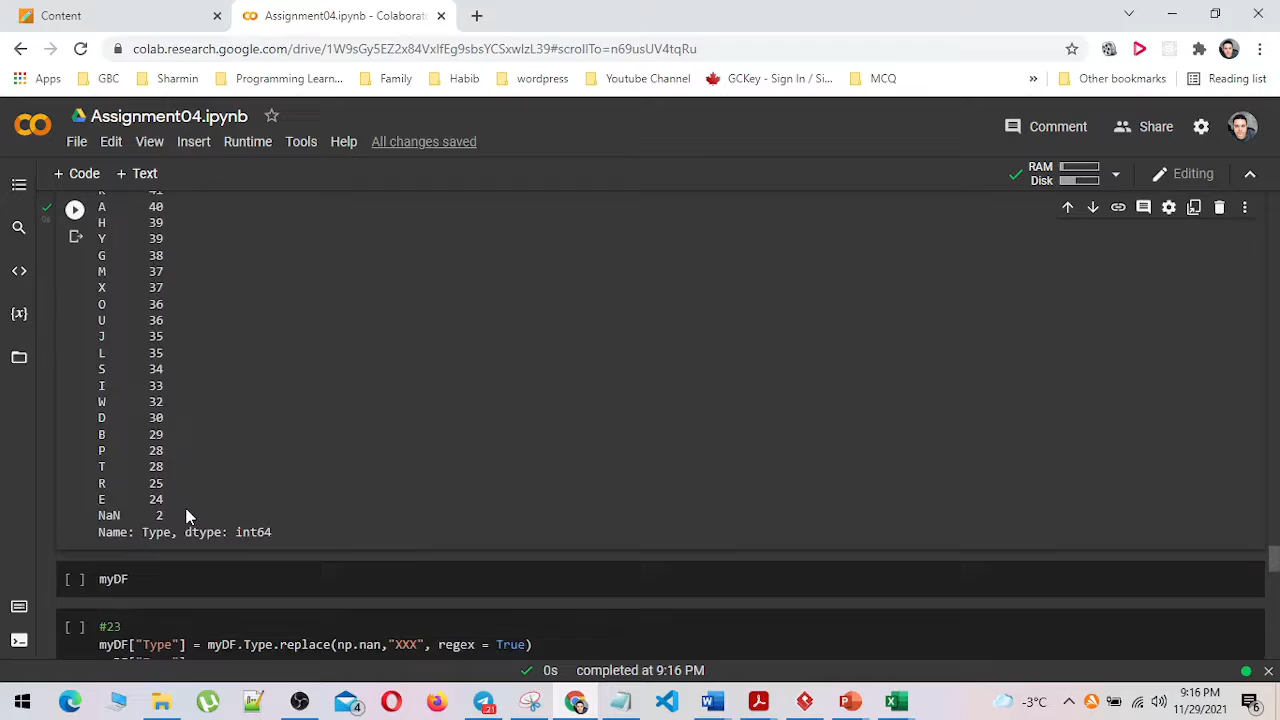 Content
Assignment04.ipynb - Colaborato
colab.research.google.com/drive/1W9sGy5EZ2x84VxIfEg9sbsYCSxwIzL39#scrollTo=n69usUV4tqRu
Apps GBC Sharmin Programming Learn... Family Habib wordpress Youtube Channel GCKey - Sign In / Si... MCQ » Other bookmarks Reading list
CO Assignment04.ipynb
Comment Share
File Edit View Insert Runtime Tools Help All changes saved
+ Code + Text
RAM
Disk
Editing
A 40
H 39
Y 39
G 38
M 37
X 37
O 36
U 36
J 35
L 35
S 34
I 33
W 32
D 30
B 29
P 28
T 28
R 25
E 24
NaN 2
Name: Type, dtype: int64
[ ] myDF
[ ] #23
myDF["Type"] = myDF.Type.replace(np.nan,"XXX", regex = True)
0s completed at 9:16 PM
-3°C
9:16 PM
11/29/2021